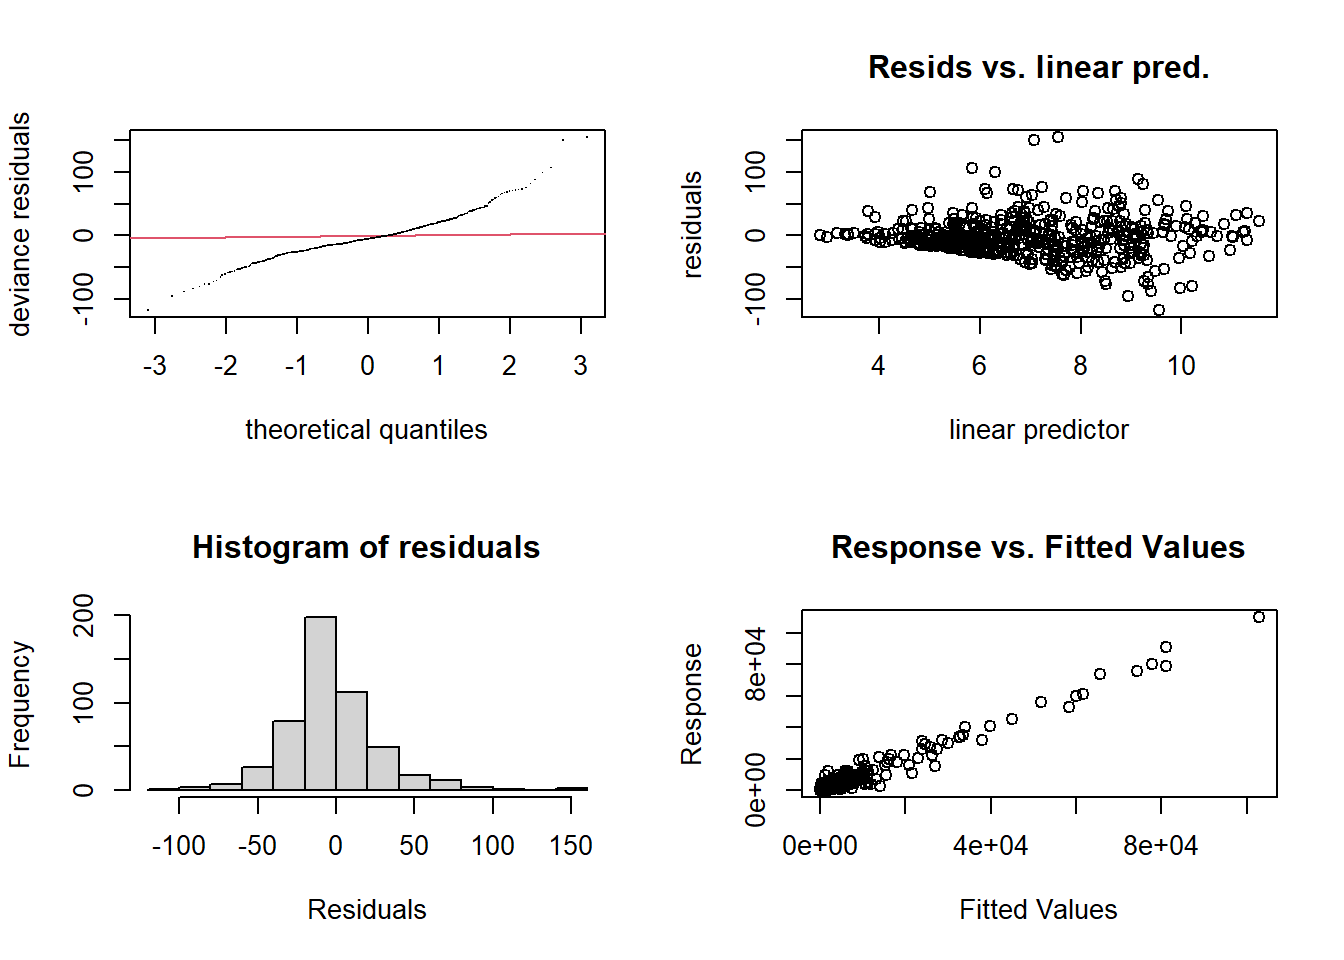 deviance residuals
-100
0
100
-3
-2
-1
0
1
2
3
theoretical quantiles
Resids vs. linear pred.
residuals
-100
0
100
4
6
8
10
linear predictor
Histogram of residuals
Frequency
0
100
200
-100
-50
0
50
100
150
Residuals
Response vs. Fitted Values
Response
0e+00
8e+04
0e+00
4e+04
8e+04
Fitted Values